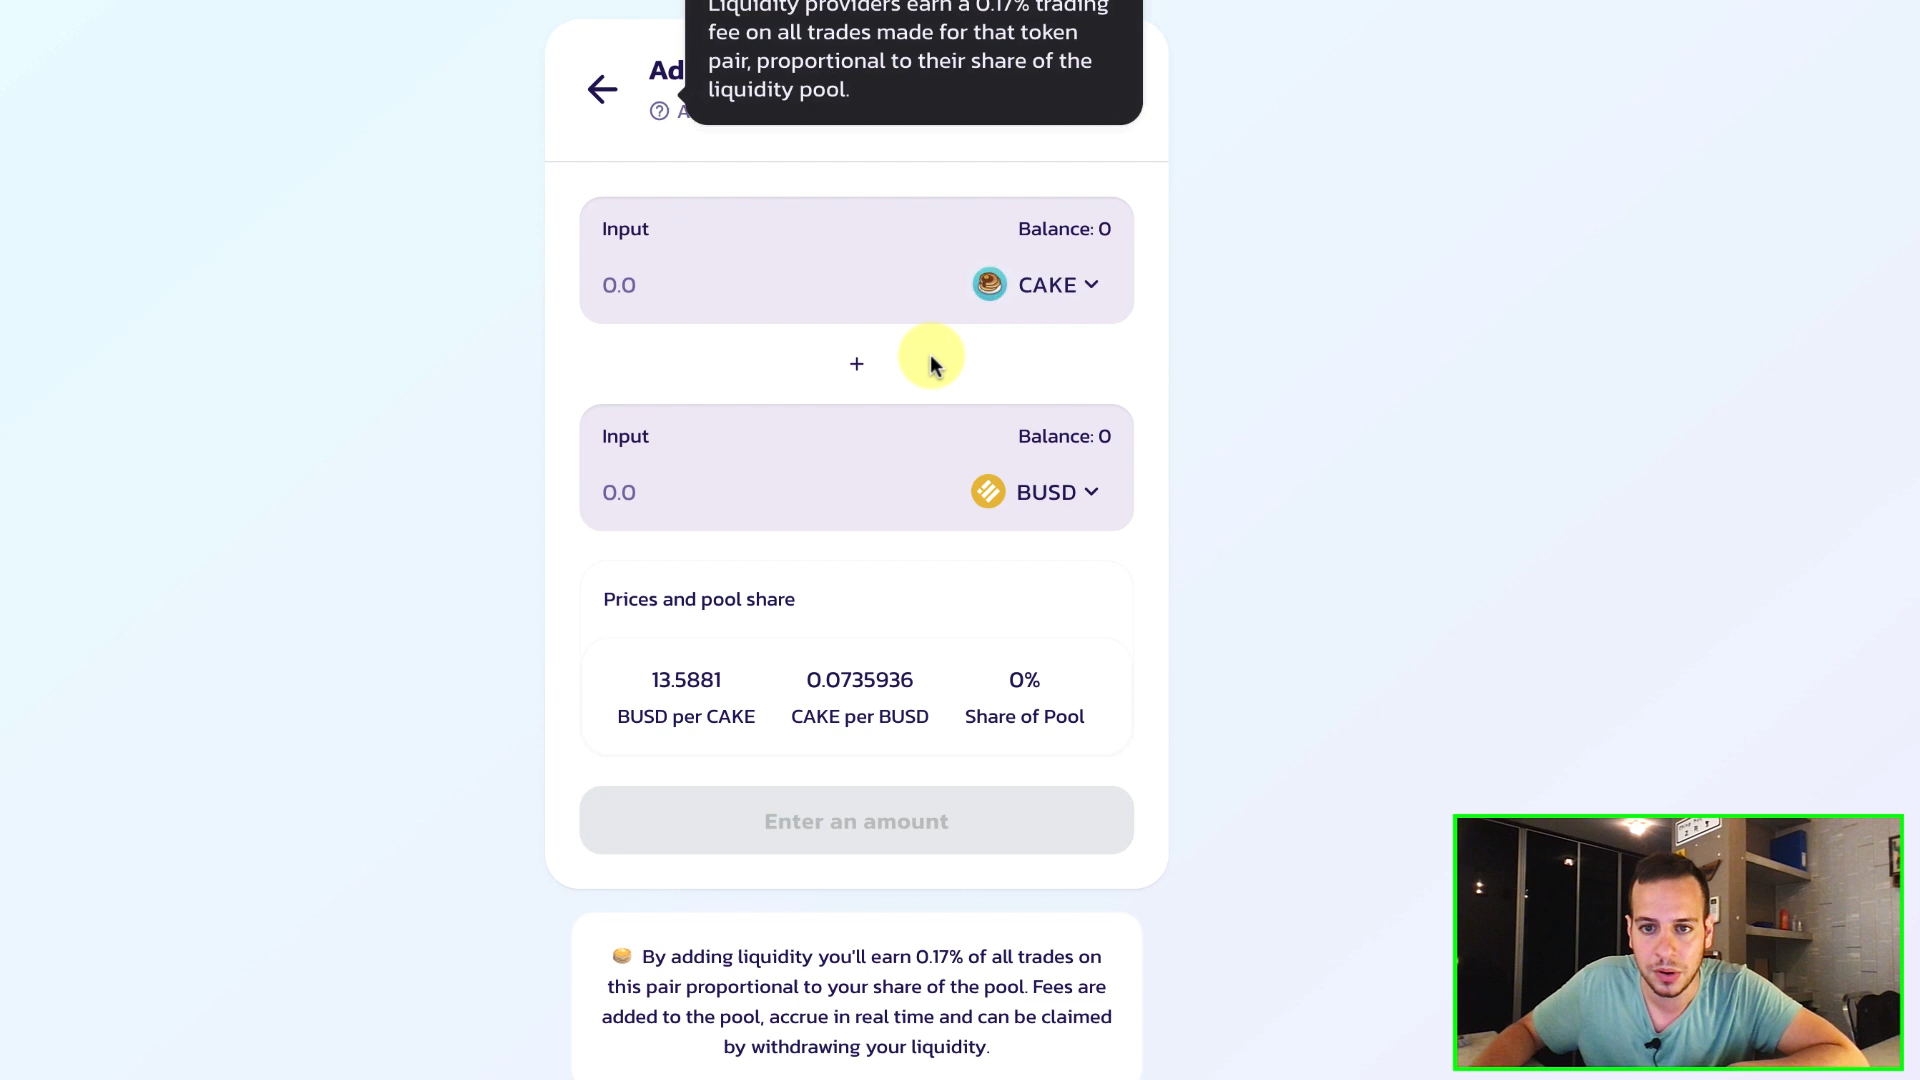 Liquidity providers earn a 0.17% trading
fee on all trades made for that token
pair, proportional to their share of the
liquidity pool.
Ad
A
Input
Balance: 0
0.0
CAKE
+
Input
Balance: 0
0.0
BUSD
Prices and pool share
13.5881
0.0735936
0%
BUSD per CAKE
CAKE per BUSD
Share of Pool
Enter an amount
By adding liquidity you'll earn 0.17% of all trades on
this pair proportional to your share of the pool. Fees are
added to the pool, accrue in real time and can be claimed
by withdrawing your liquidity.